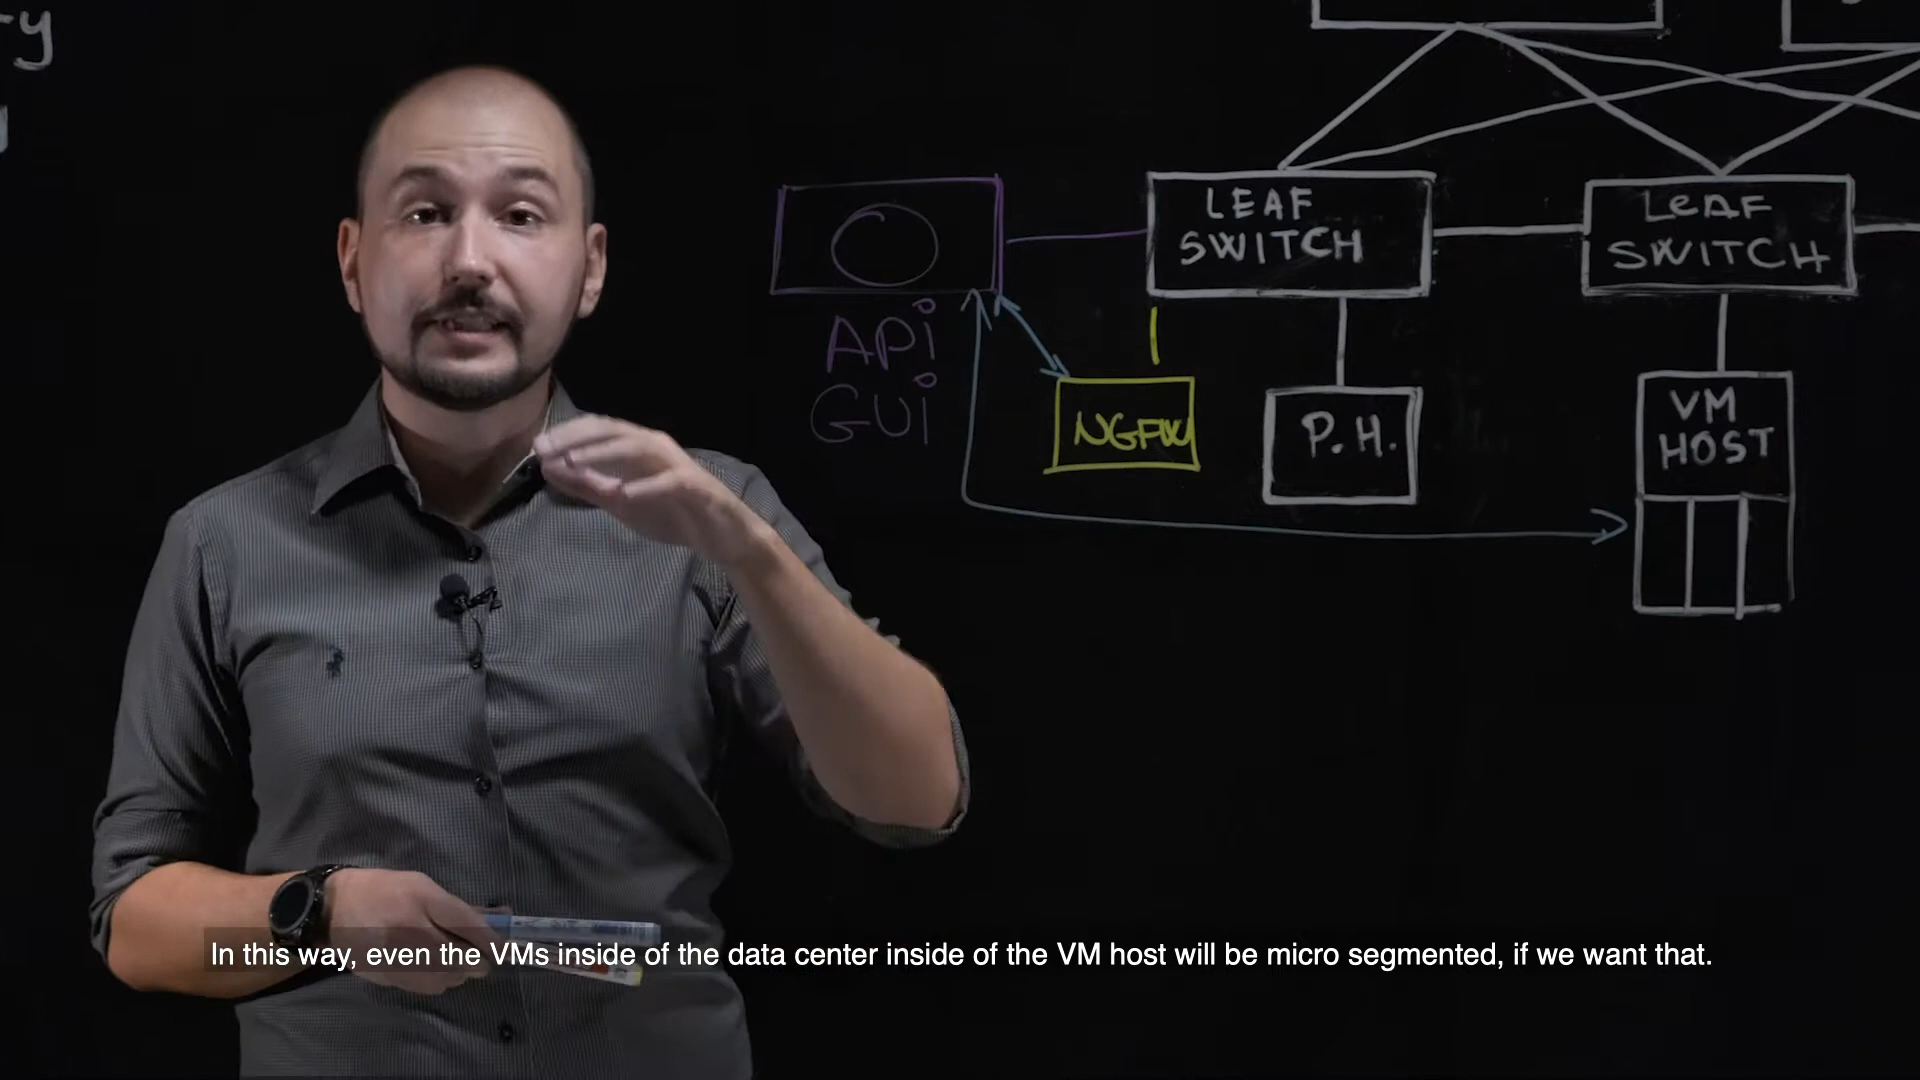 y
LEAF
SWITCH
LEAF
SWITCH
API
GUI
NGFW
P.H.
VM
HOST
In this way, even the VMs inside of the data center inside of the VM host will be micro segmented, if we want that.